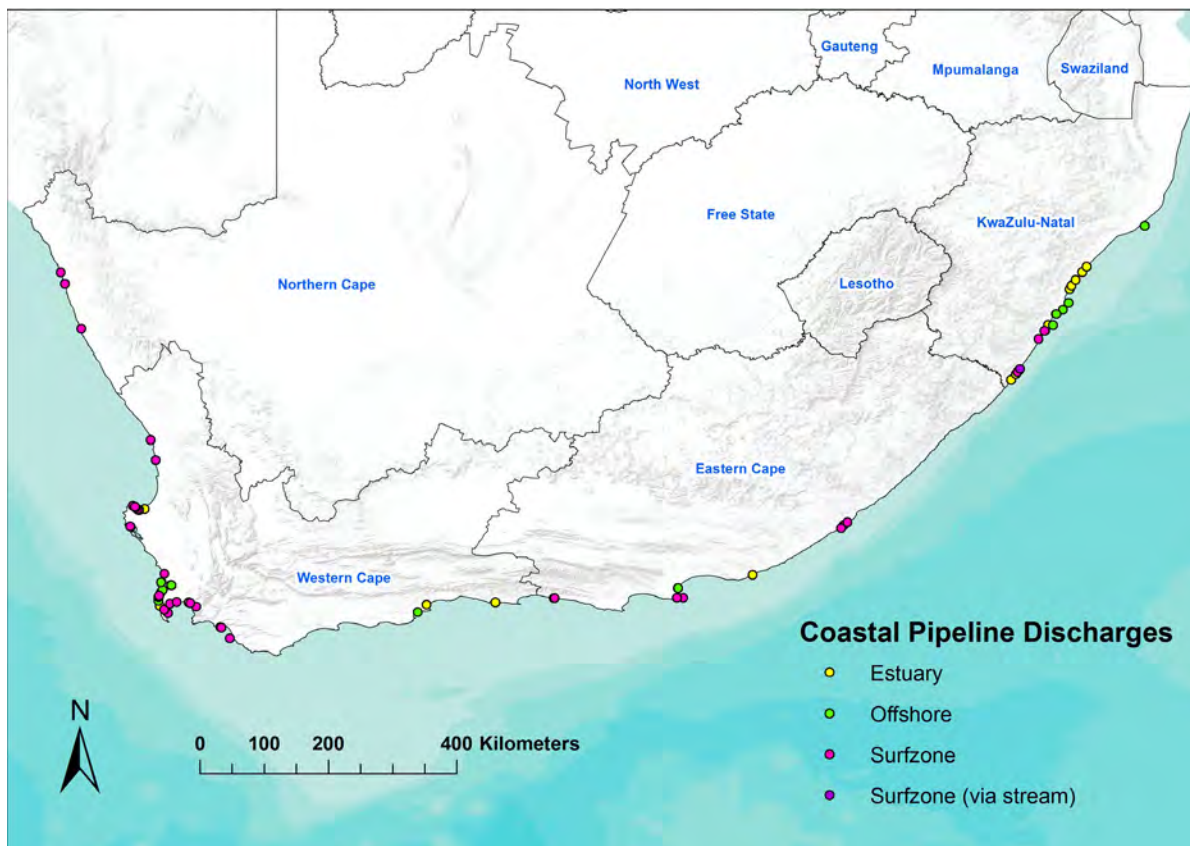 Gauteng
Mpumalanga
Swaziland
North West
Free State
KwaZulu-Natal
Northern Cape
Lesotho
Eastern Cape
Western Cape
Coastal Pipeline Discharges
Estuary
Offshore
Surfzone
Surfzone (via stream)
N
0 100 200 400 Kilometers